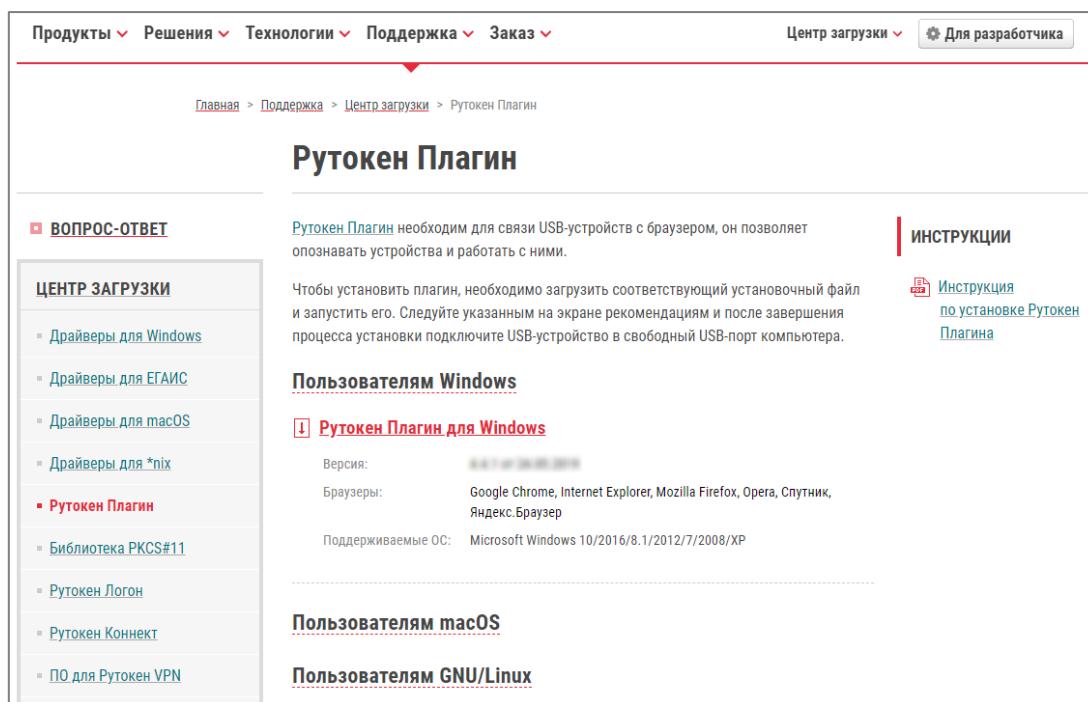 Продукты Решения Технологии Поддержка Заказ Центр загрузки Для разработчика
Главная > Поддержка > Центр загрузки > Рутокен Плагин
Рутокен Плагин
ВОПРОС-ОТВЕТ
ЦЕНТР ЗАГРУЗКИ
Драйверы для Windows
Драйверы для ЕГАИС
Драйверы для macOS
Драйверы для *nix
Рутокен Плагин
Библиотека PKCS#11
Рутокен Логон
Рутокен Коннект
ПО для Рутокен VPN
Рутокен Плагин необходим для связи USB-устройств с браузером, он позволяет
опознавать устройства и работать с ними.
Чтобы установить плагин, необходимо загрузить соответствующий установочный файл
и запустить его. Следуйте указанным на экране рекомендациям и после завершения
процесса установки подключите USB-устройство в свободный USB-порт компьютера.
Пользователям Windows
Рутокен Плагин для Windows
Версия:
Браузеры: Google Chrome, Internet Explorer, Mozilla Firefox, Opera, Спутник,
Яндекс.Браузер
Поддерживаемые ОС: Microsoft Windows 10/2016/8.1/2012/7/2008/XP
Пользователям macOS
Пользователям GNU/Linux
ИНСТРУКЦИИ
PDF Инструкция
по установке Рутокен
Плагина